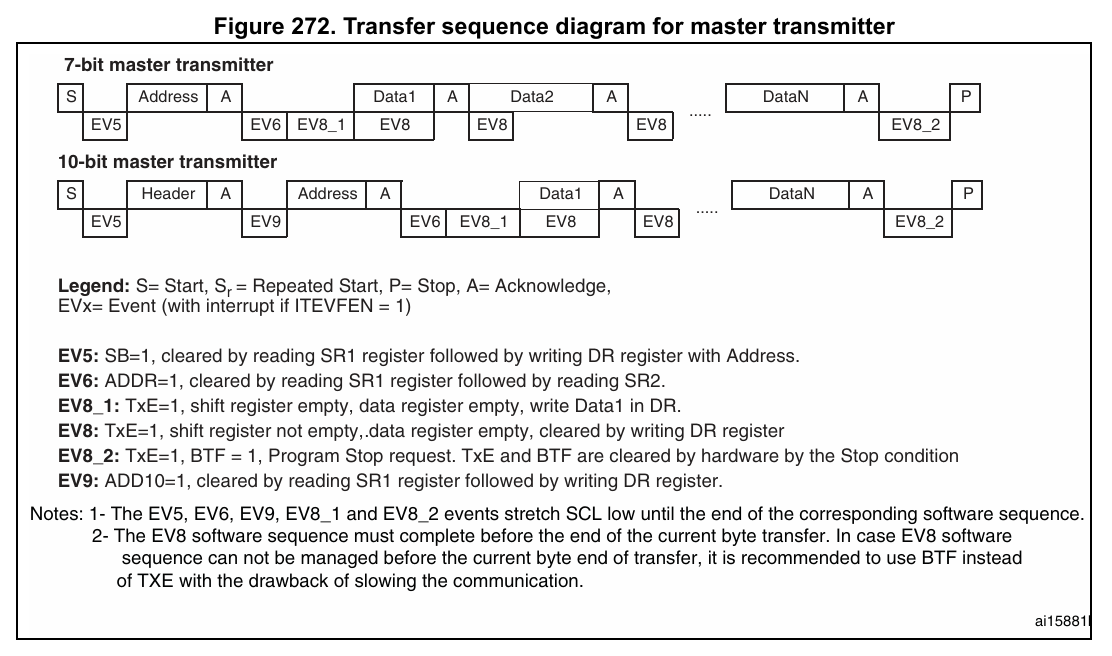 Figure 272. Transfer sequence diagram for master transmitter
7-bit master transmitter
S Address A Data1 A Data2 A ..... DataN A P
EV5 EV6 EV8_1 EV8 EV8 EV8 EV8_2
10-bit master transmitter
S Header A Address A Data1 A ..... DataN A P
EV5 EV9 EV6 EV8_1 EV8 EV8 EV8_2
Legend: S= Start, Sr = Repeated Start, P= Stop, A= Acknowledge,
EVx= Event (with interrupt if ITEVFEN = 1)
EV5: SB=1, cleared by reading SR1 register followed by writing DR register with Address.
EV6: ADDR=1, cleared by reading SR1 register followed by reading SR2.
EV8_1: TxE=1, shift register empty, data register empty, write Data1 in DR.
EV8: TxE=1, shift register not empty,.data register empty, cleared by writing DR register
EV8_2: TxE=1, BTF = 1, Program Stop request. TxE and BTF are cleared by hardware by the Stop condition
EV9: ADD10=1, cleared by reading SR1 register followed by writing DR register.
Notes: 1- The EV5, EV6, EV9, EV8_1 and EV8_2 events stretch SCL low until the end of the corresponding software sequence.
2- The EV8 software sequence must complete before the end of the current byte transfer. In case EV8 software
sequence can not be managed before the current byte end of transfer, it is recommended to use BTF instead
of TXE with the drawback of slowing the communication.
ai15881